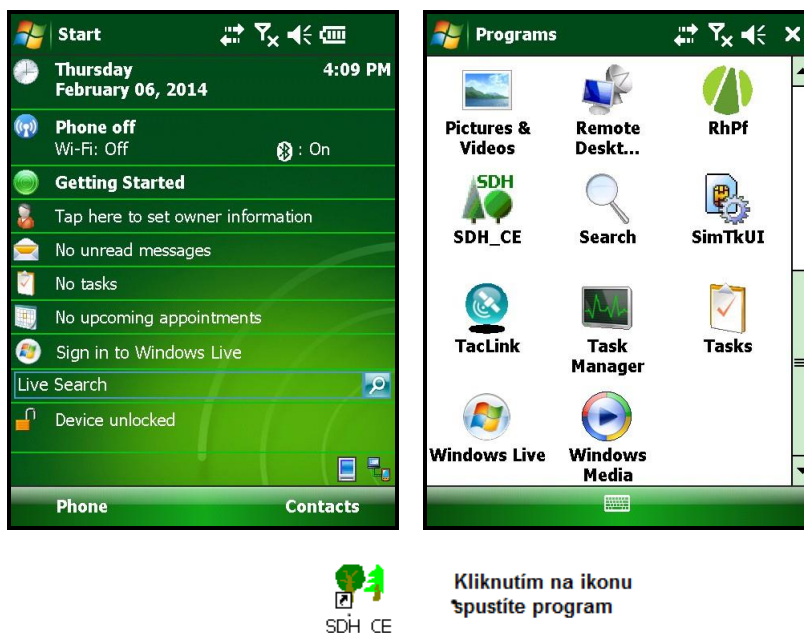 Start
Thursday 4:09 PM
February 06, 2014
Phone off
Wi-Fi: Off : On
Getting Started
Tap here to set owner information
No unread messages
No tasks
No upcoming appointments
Sign in to Windows Live
Live Search
Device unlocked
Phone Contacts
Programs
Pictures & Remote RhPf
Videos Deskt...
SDH
SDH_CE Search SimTkUI
TacLink Task Tasks
Manager
Windows Live Windows
Media
Kliknutím na ikonu
spustíte program
SDH CE